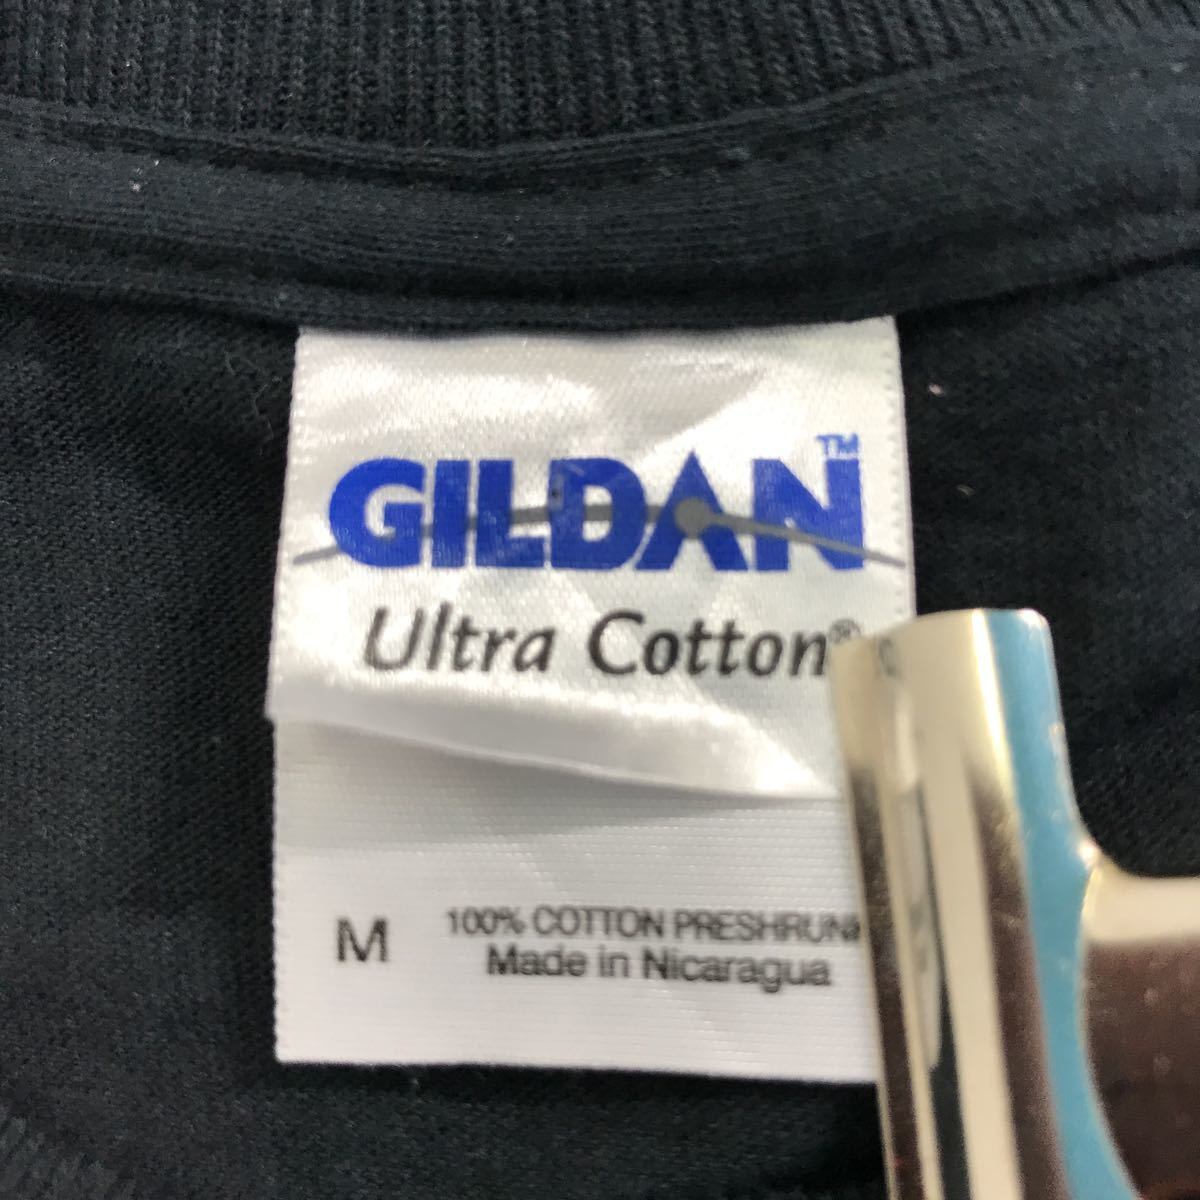 GILDAN™
Ultra Cotton®
M
100% COTTON PRESHRUNK
Made in Nicaragua